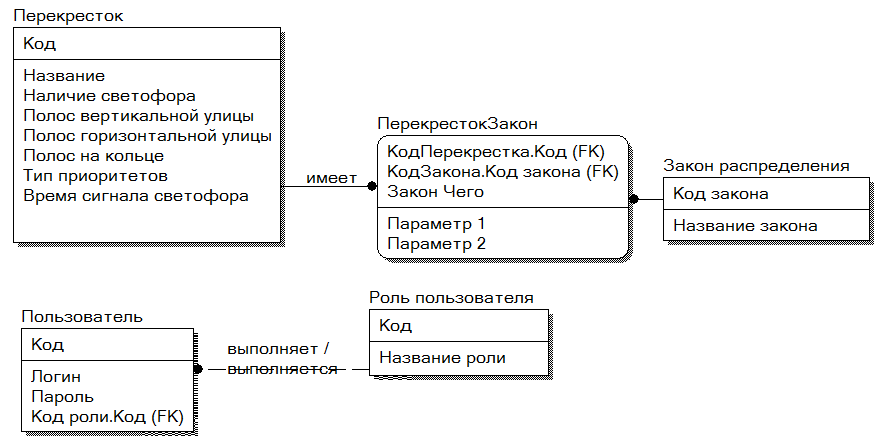 Перекресток
Код
Название
Наличие светофора
Полос вертикальной улицы
Полос горизонтальной улицы
Полос на кольце
Тип приоритетов
Время сигнала светофора
имеет
ПерекрестокЗакон
КодПерекрестка.Код (FK)
КодЗакона.Код закона (FK)
Закон Чего
Параметр 1
Параметр 2
Закон распределения
Код закона
Название закона
Пользователь
Код
Логин
Пароль
Код роли.Код (FK)
выполняет /
выполняется
Роль пользователя
Код
Название роли